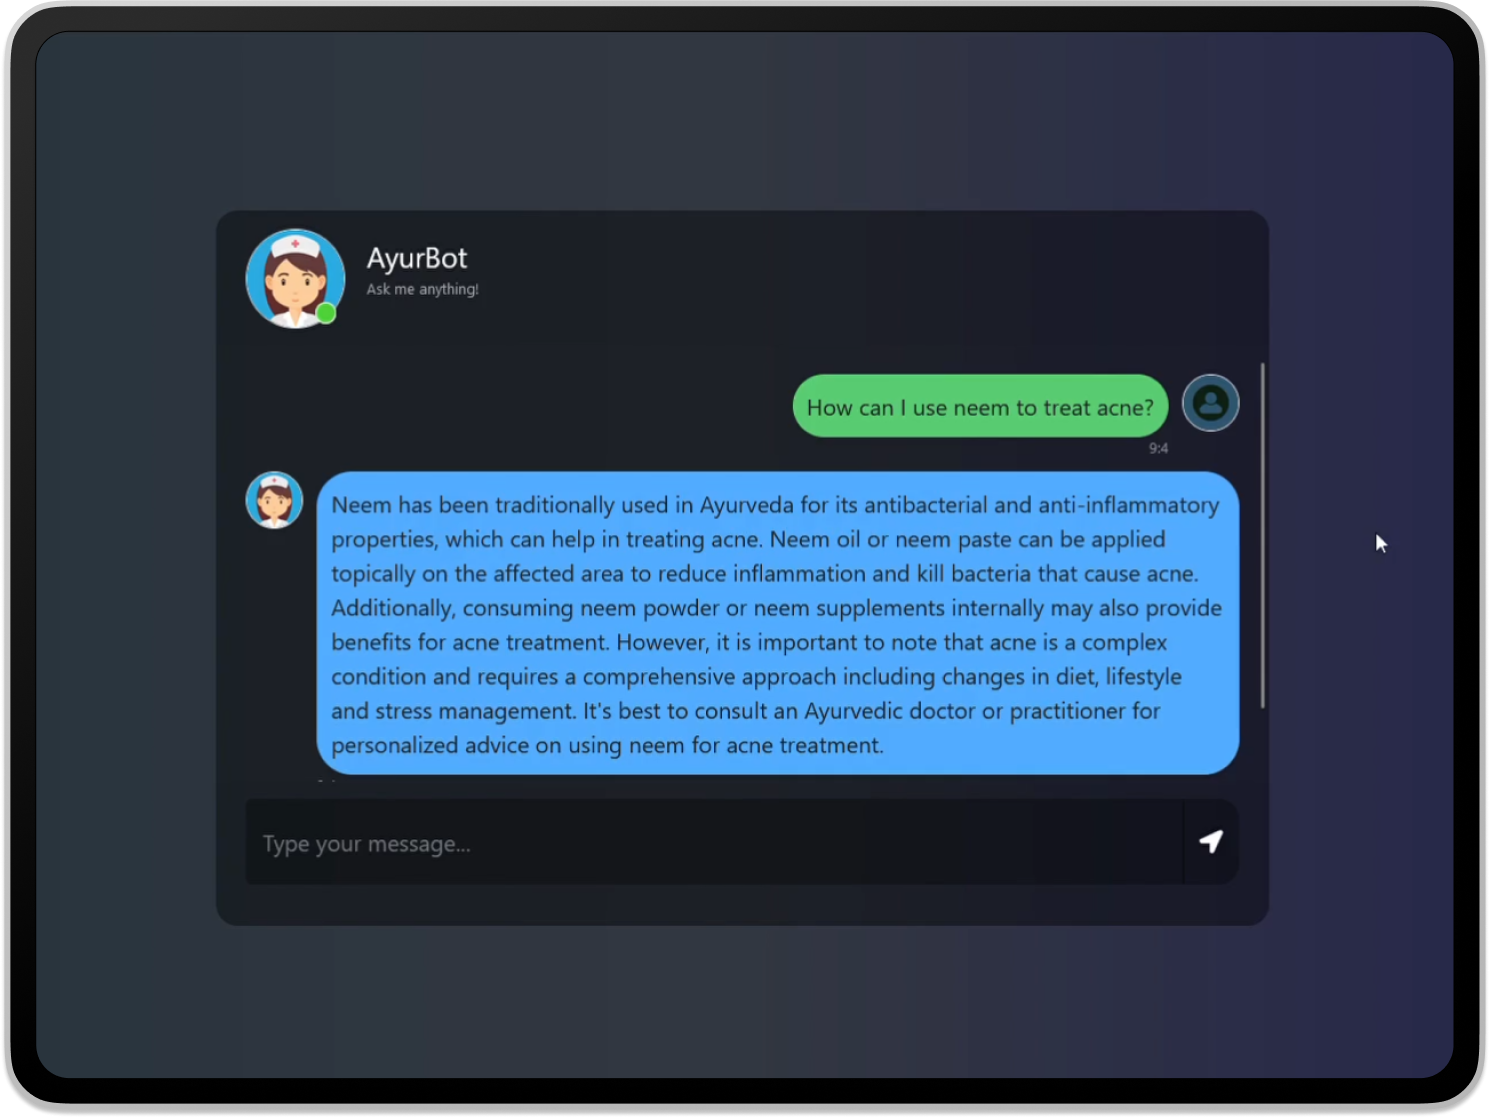 AyurBot
Ask me anything!
How can I use neem to treat acne?
9:4
Neem has been traditionally used in Ayurveda for its antibacterial and anti-inflammatory
properties, which can help in treating acne. Neem oil or neem paste can be applied
topically on the affected area to reduce inflammation and kill bacteria that cause acne.
Additionally, consuming neem powder or neem supplements internally may also provide
benefits for acne treatment. However, it is important to note that acne is a complex
condition and requires a comprehensive approach including changes in diet, lifestyle
and stress management. It's best to consult an Ayurvedic doctor or practitioner for
personalized advice on using neem for acne treatment.
Type your message...